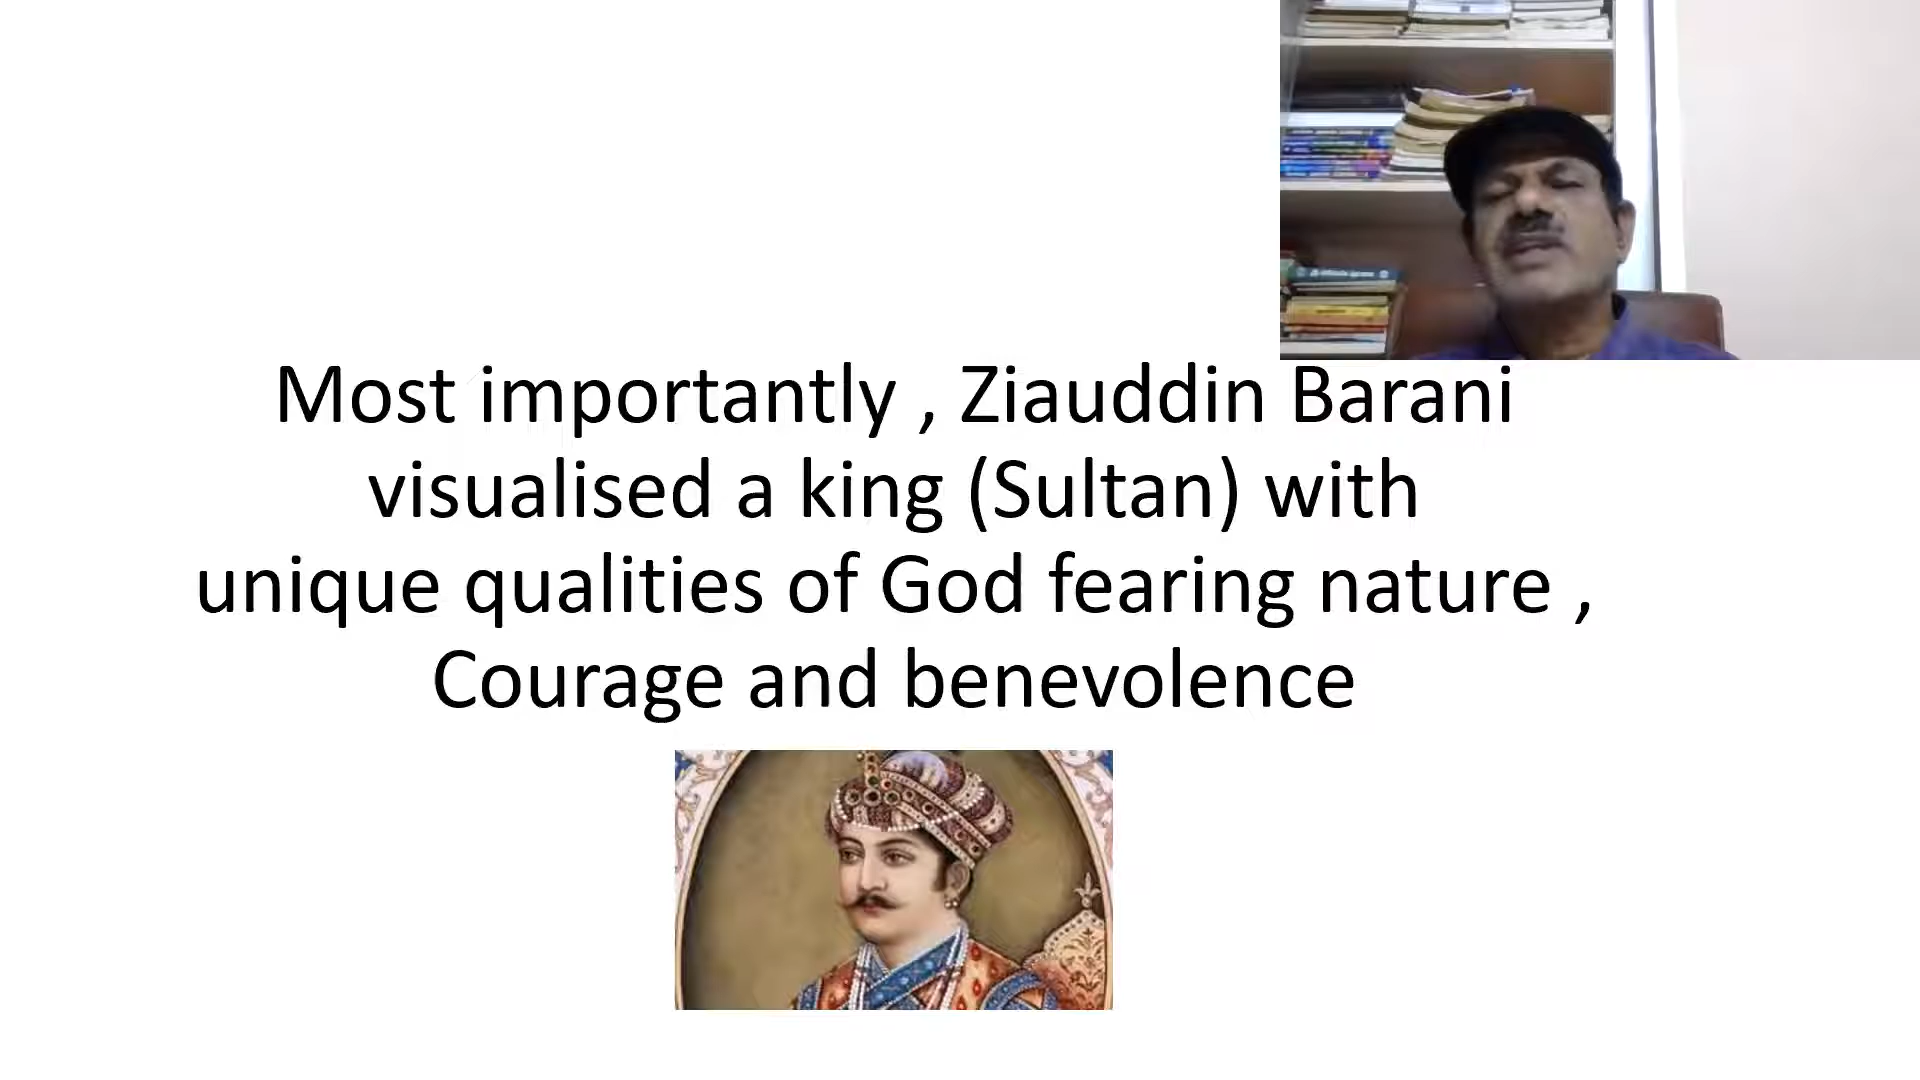 Most importantly , Ziauddin Barani
visualised a king (Sultan) with
unique qualities of God fearing nature ,
Courage and benevolence